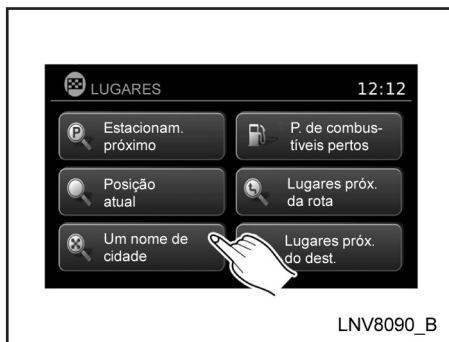 LUGARES 12:12
Estacionam.
próximo
P. de combus-
tíveis pertos
Posição
atual
Lugares próx.
da rota
Um nome de
cidade
Lugares próx.
do dest.
LNV8090_B